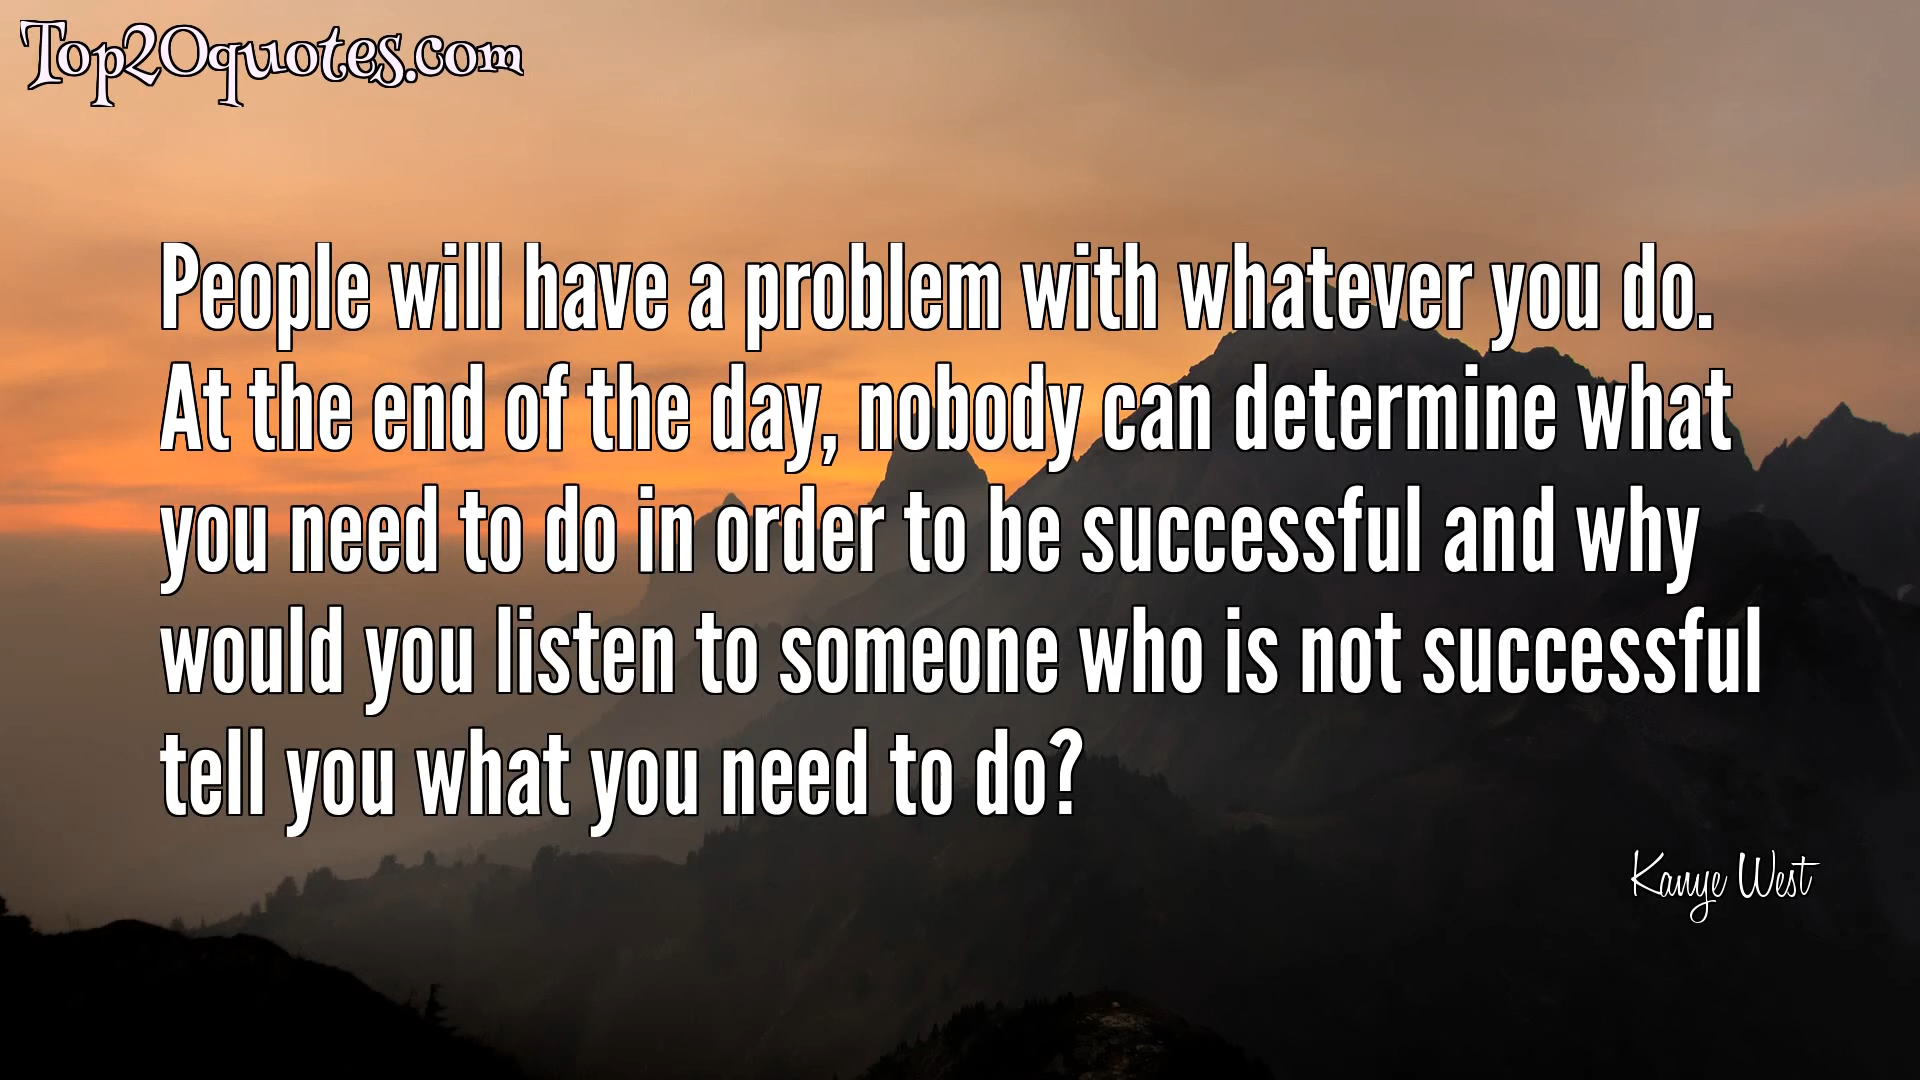 Top20quotes.com
People will have a problem with whatever you do.
At the end of the day, nobody can determine what
you need to do in order to be successful and why
would you listen to someone who is not successful
tell you what you need to do?
Kanye West